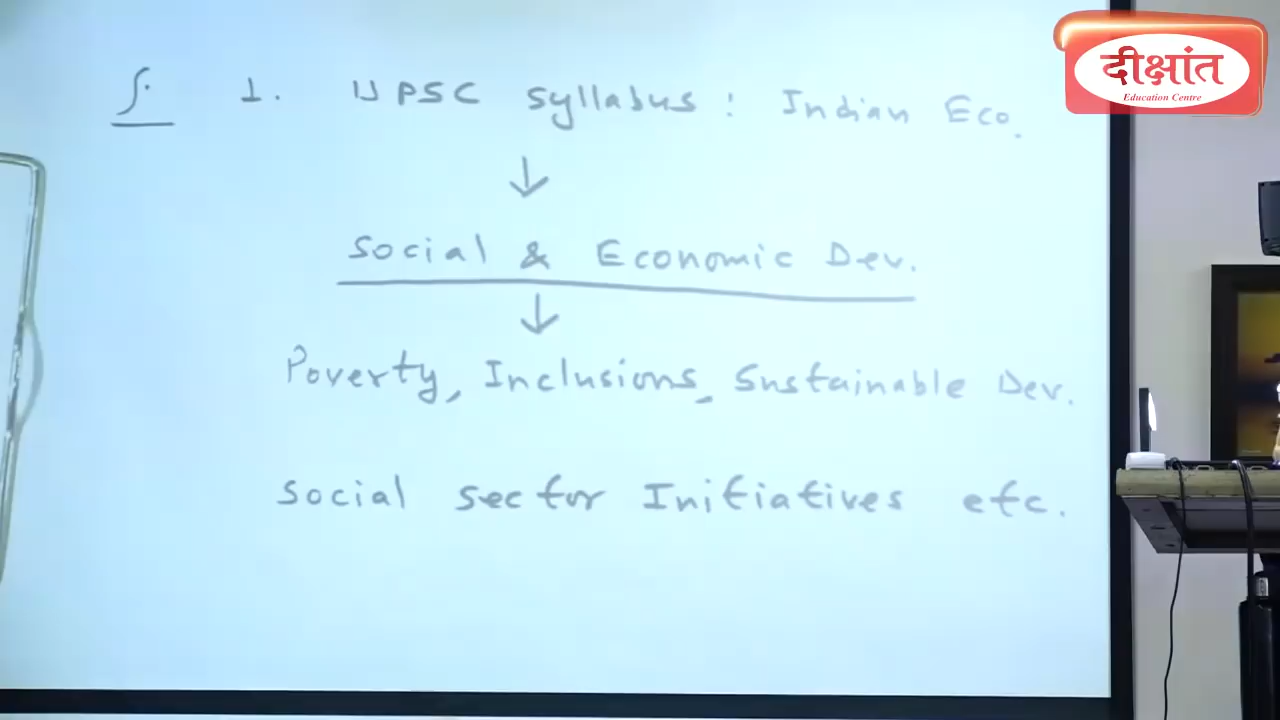 1. UPSC syllabus : Indian Eco.
↓
Social & Economic Dev.
↓
Poverty, Inclusions, Sustainable Dev.
Social sector Initiatives etc.
दीक्षांत
Education Centre